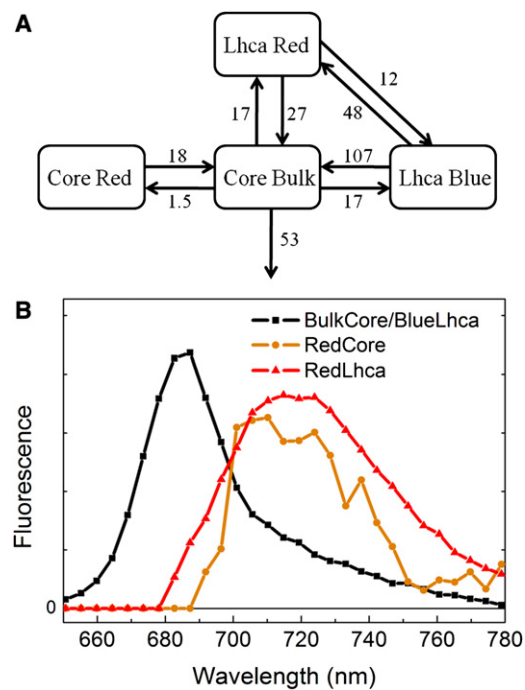 A
Lhca Red
12
17
27
48
18
107
Core Red
Core Bulk
Lhca Blue
1.5
17
53
B
BulkCore/BlueLhca
RedCore
RedLhca
Fluorescence
0
660 680 700 720 740 760 780
Wavelength (nm)